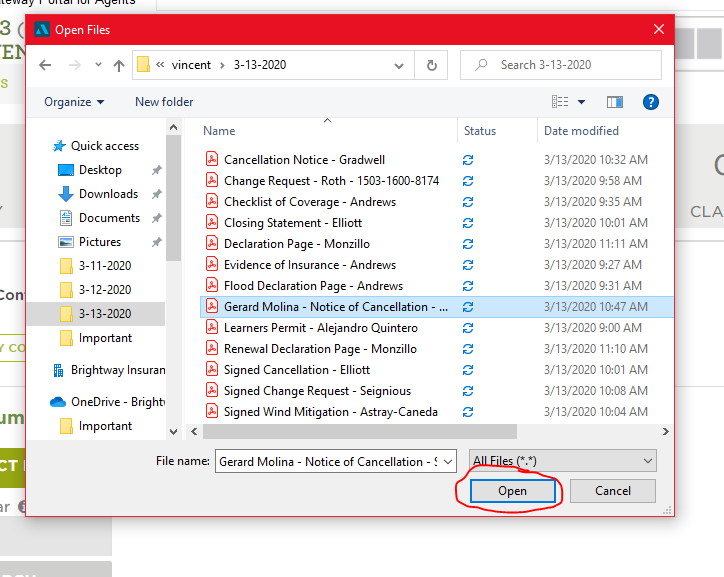 teway Portal for Agents
3 (
VEN
S
Y
C
CLA
Con
Y CO
um
CT
ar
RCH
Open Files
vincent > 3-13-2020
Search 3-13-2020
Organize
New folder
Name Status Date modified
Quick access
Desktop
Downloads
Documents
Pictures
3-11-2020
3-12-2020
3-13-2020
Important
Brightway Insuran
OneDrive - Brightw
Important
Cancellation Notice - Gradwell 3/13/2020 10:32 AM
Change Request - Roth - 1503-1600-8174 3/13/2020 9:58 AM
Checklist of Coverage - Andrews 3/13/2020 9:35 AM
Closing Statement - Elliott 3/13/2020 10:01 AM
Declaration Page - Monzillo 3/13/2020 11:11 AM
Evidence of Insurance - Andrews 3/13/2020 9:27 AM
Flood Declaration Page - Andrews 3/13/2020 9:31 AM
Gerard Molina - Notice of Cancellation - ... 3/13/2020 10:47 AM
Learners Permit - Alejandro Quintero 3/13/2020 9:00 AM
Renewal Declaration Page - Monzillo 3/13/2020 11:10 AM
Signed Cancellation - Elliott 3/13/2020 10:01 AM
Signed Change Request - Seignious 3/13/2020 10:08 AM
Signed Wind Mitigation - Astray-Caneda 3/13/2020 10:04 AM
File name: Gerard Molina - Notice of Cancellation - S
All Files (*.*)
Open Cancel